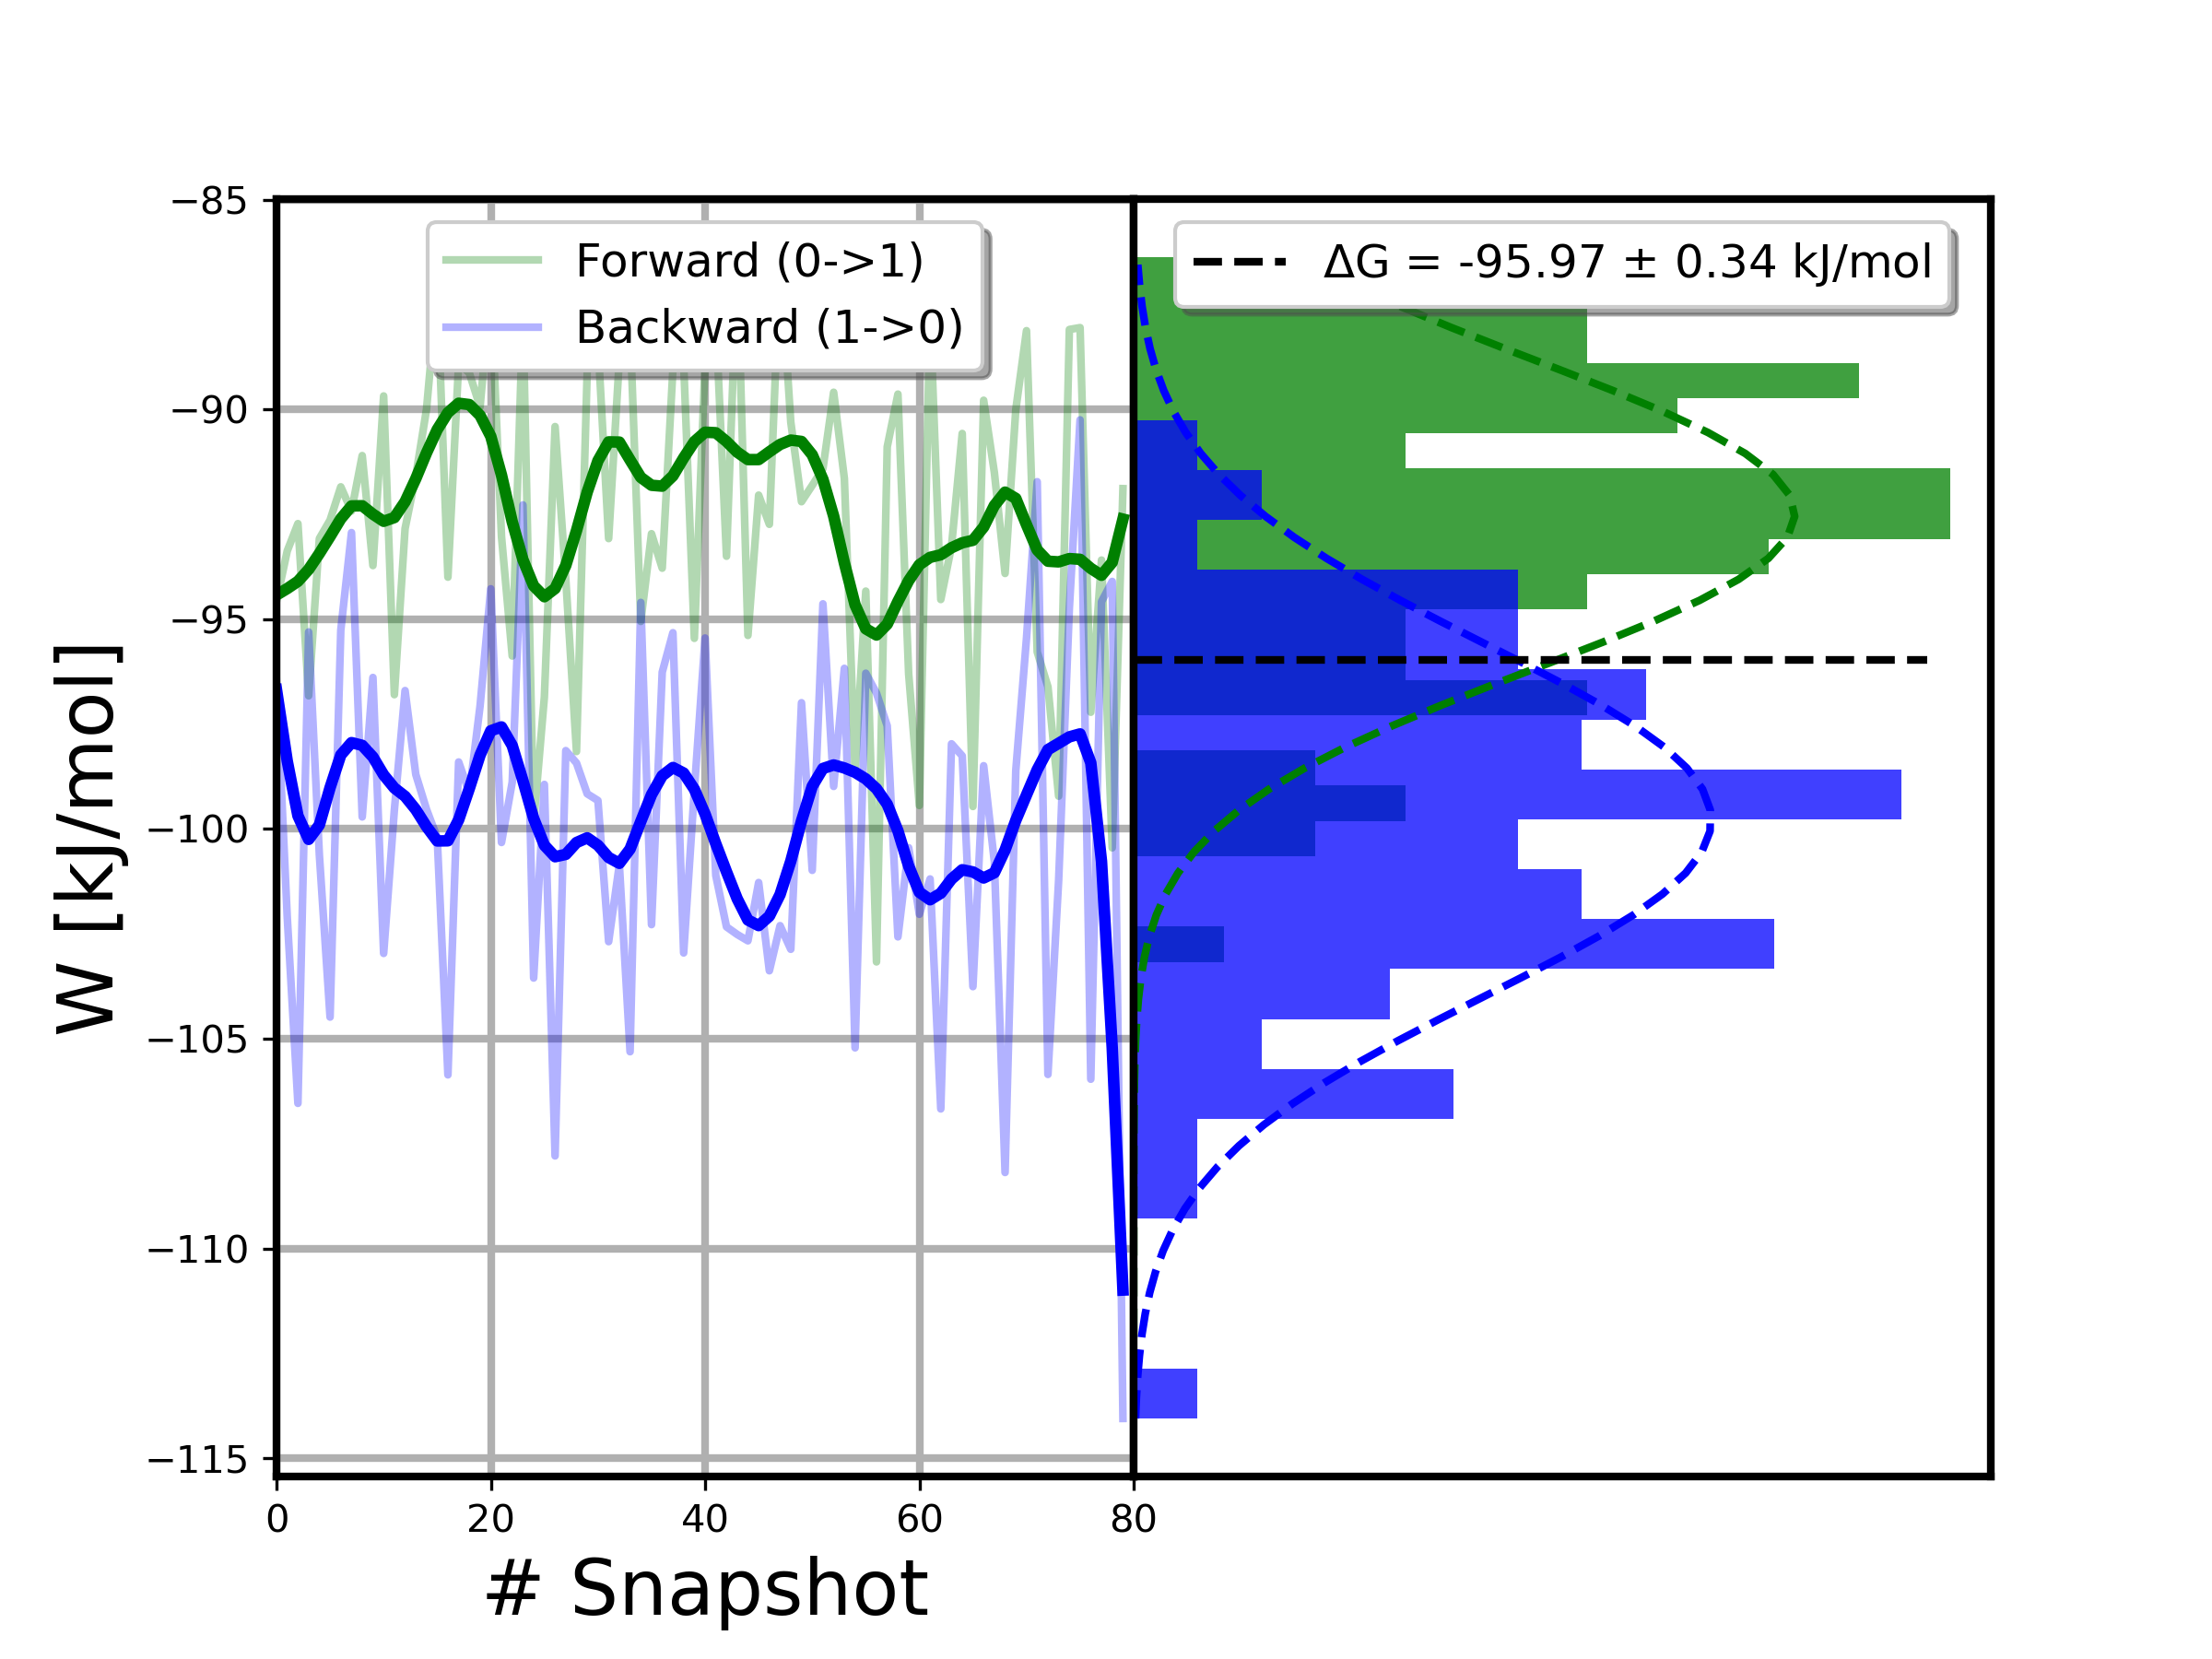 −85
−90
−95
−100
−105
−110
−115
W [kJ/mol]
Forward (0->1)
Backward (1->0)
ΔG = -95.97 ± 0.34 kJ/mol
0
20
40
60
80
# Snapshot